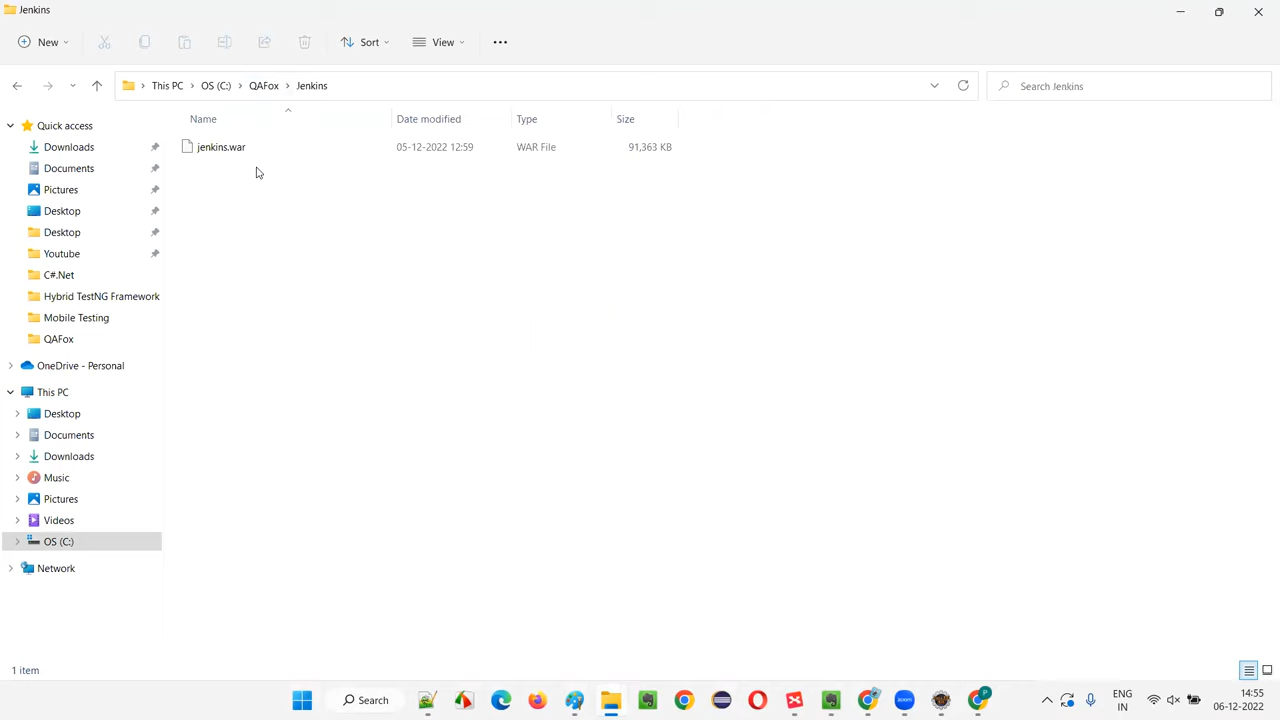 Jenkins
New
Sort
View
This PC
OS (C:)
QAFox
Jenkins
Search Jenkins
Name
Date modified
Type
Size
jenkins.war
05-12-2022 12:59
WAR File
91,363 KB
Quick access
Downloads
Documents
Pictures
Desktop
Desktop
Youtube
C#.Net
Hybrid TestNG Framework
Mobile Testing
QAFox
OneDrive - Personal
This PC
Desktop
Documents
Downloads
Music
Pictures
Videos
OS (C:)
Network
1 item
Search
zoom
P
ENG
IN
14:55
06-12-2022